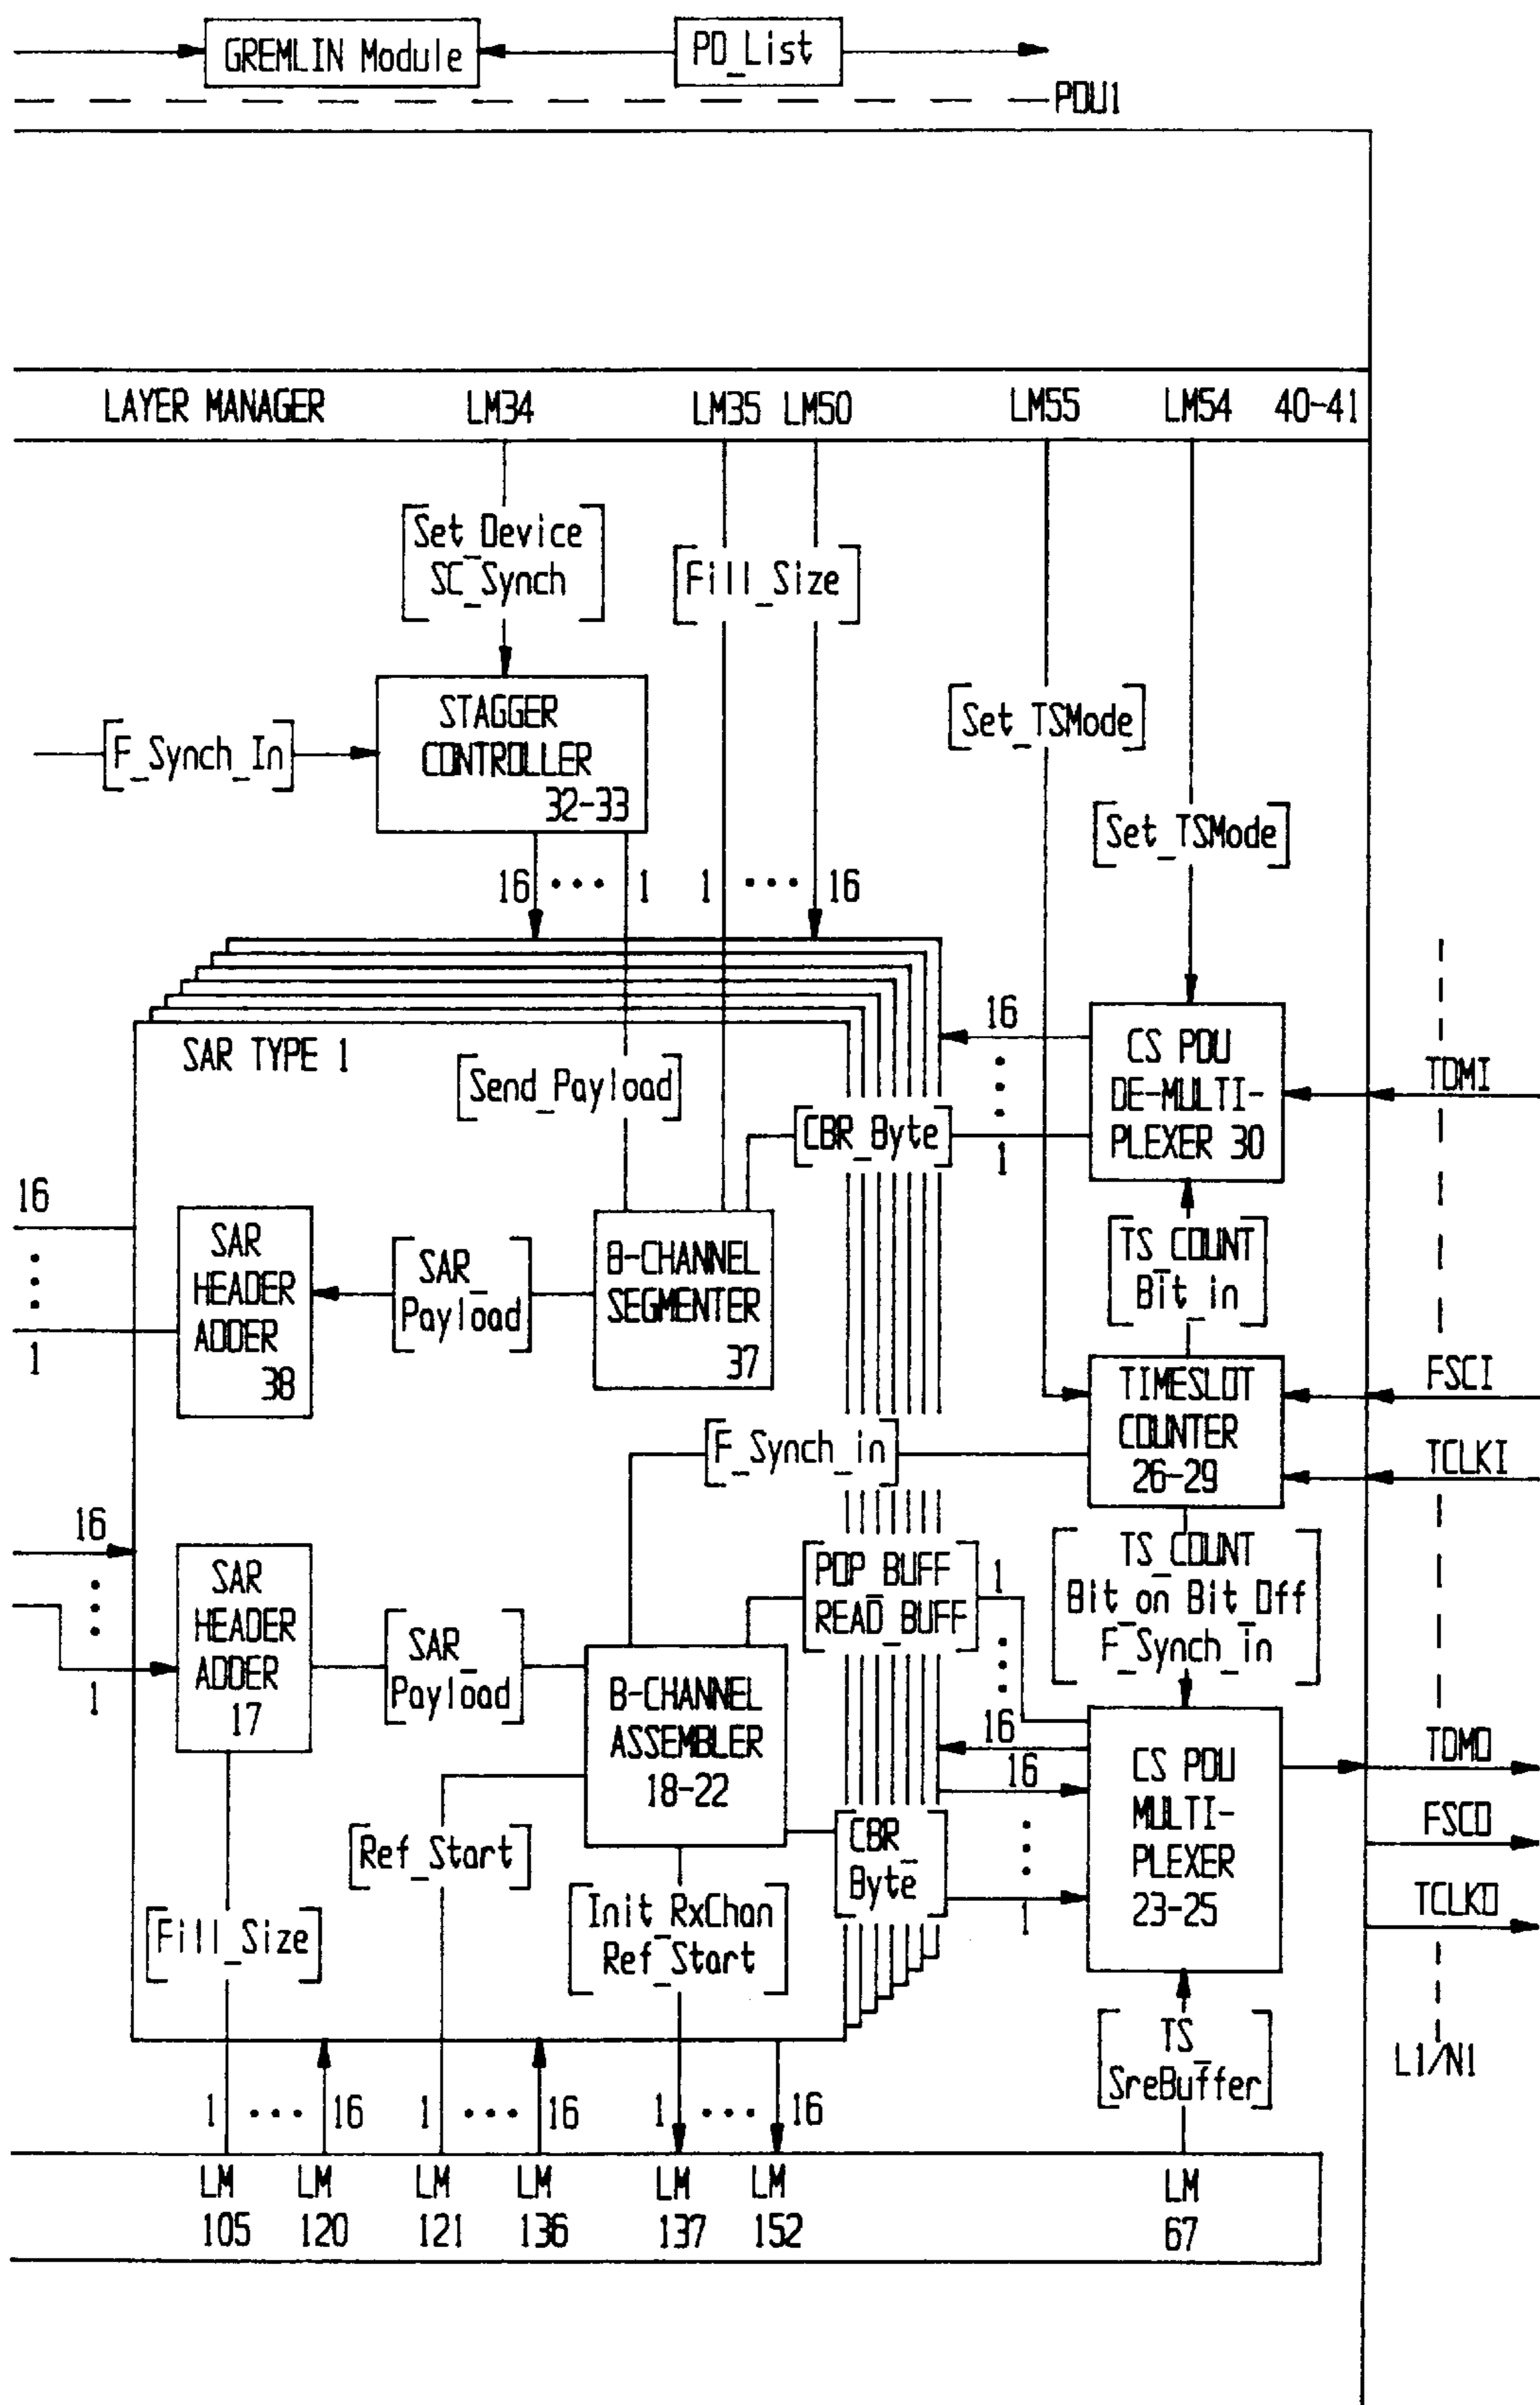 GREMLIN Module
PD_List
PDU1
LAYER MANAGER LM34 LM35 LM50 LM55 LM54 40-41
Set_Device
SC_Synch
Fill_Size
Set_TSMode
F_Synch_In
STAGGER
CONTROLLER
32-33
Set_TSMode
16 ... 1
1 ... 16
SAR TYPE 1
Send_Payload
CBR_Byte
16
1
CS PDU
DE-MULTI-
PLEXER 30
TDMI
16
1
SAR
HEADER
ADDER
38
SAR_
Payload
B-CHANNEL
SEGMENTER
37
TS_COUNT
Bit_in
TIMESLOT
COUNTER
26-29
FSCI
TCLKI
F_Synch_in
16
1
SAR
HEADER
ADDER
17
SAR_
Payload
B-CHANNEL
ASSEMBLER
18-22
POP_BUFF
READ_BUFF
1
16
TS_COUNT
Bit_on Bit_Off
F_Synch_in
CS PDU
MULTI-
PLEXER
23-25
16
1
TDMO
FSCO
TCLKO
Ref_Start
CBR_
Byte
Fill_Size
Init_RxChan
Ref_Start
TS_
SreBuffer
L1/N1
1 ... 16
1 ... 16
1 ... 16
LM LM LM LM LM LM LM
105 120 121 136 137 152 67